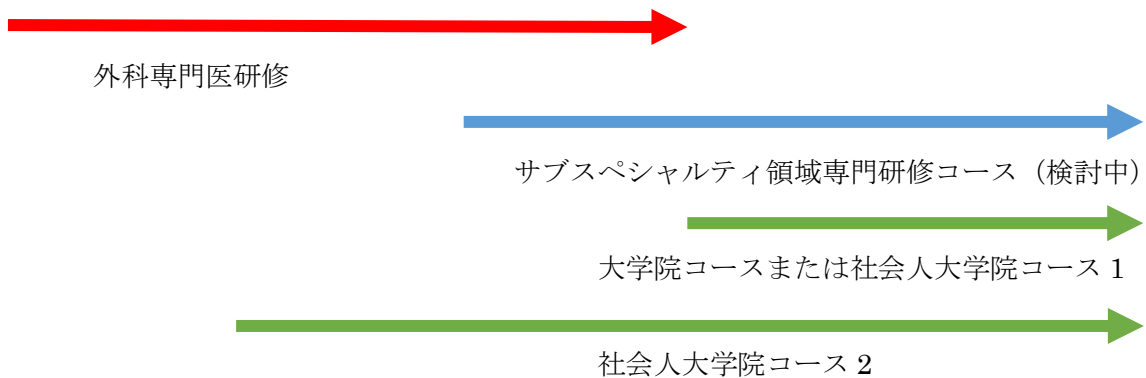 外科専門医研修
サブスペシャルティ領域専門研修コース（検討中）
大学院コースまたは社会人大学院コース 1
社会人大学院コース 2